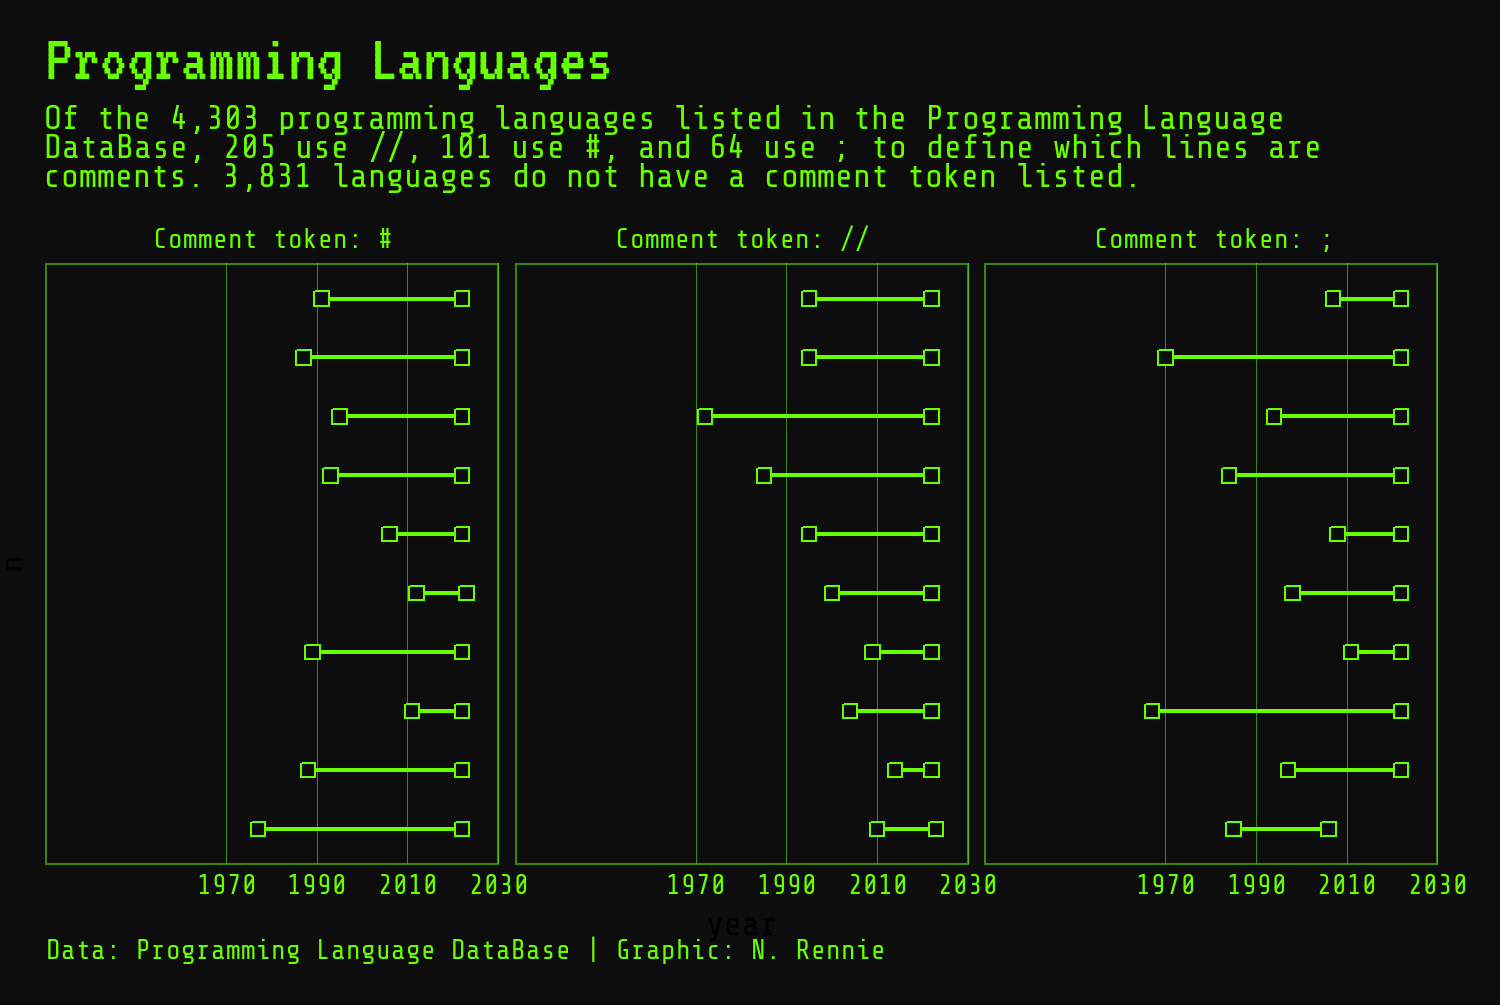 Programming Languages
Of the 4,303 programming languages listed in the Programming Language
DataBase, 205 use //, 101 use #, and 64 use ; to define which lines are
comments. 3,831 languages do not have a comment token listed.
Comment token: #
Comment token: //
Comment token: ;
n
1970 1990 2010 2030
1970 1990 2010 2030
1970 1990 2010 2030
year
Data: Programming Language DataBase | Graphic: N. Rennie